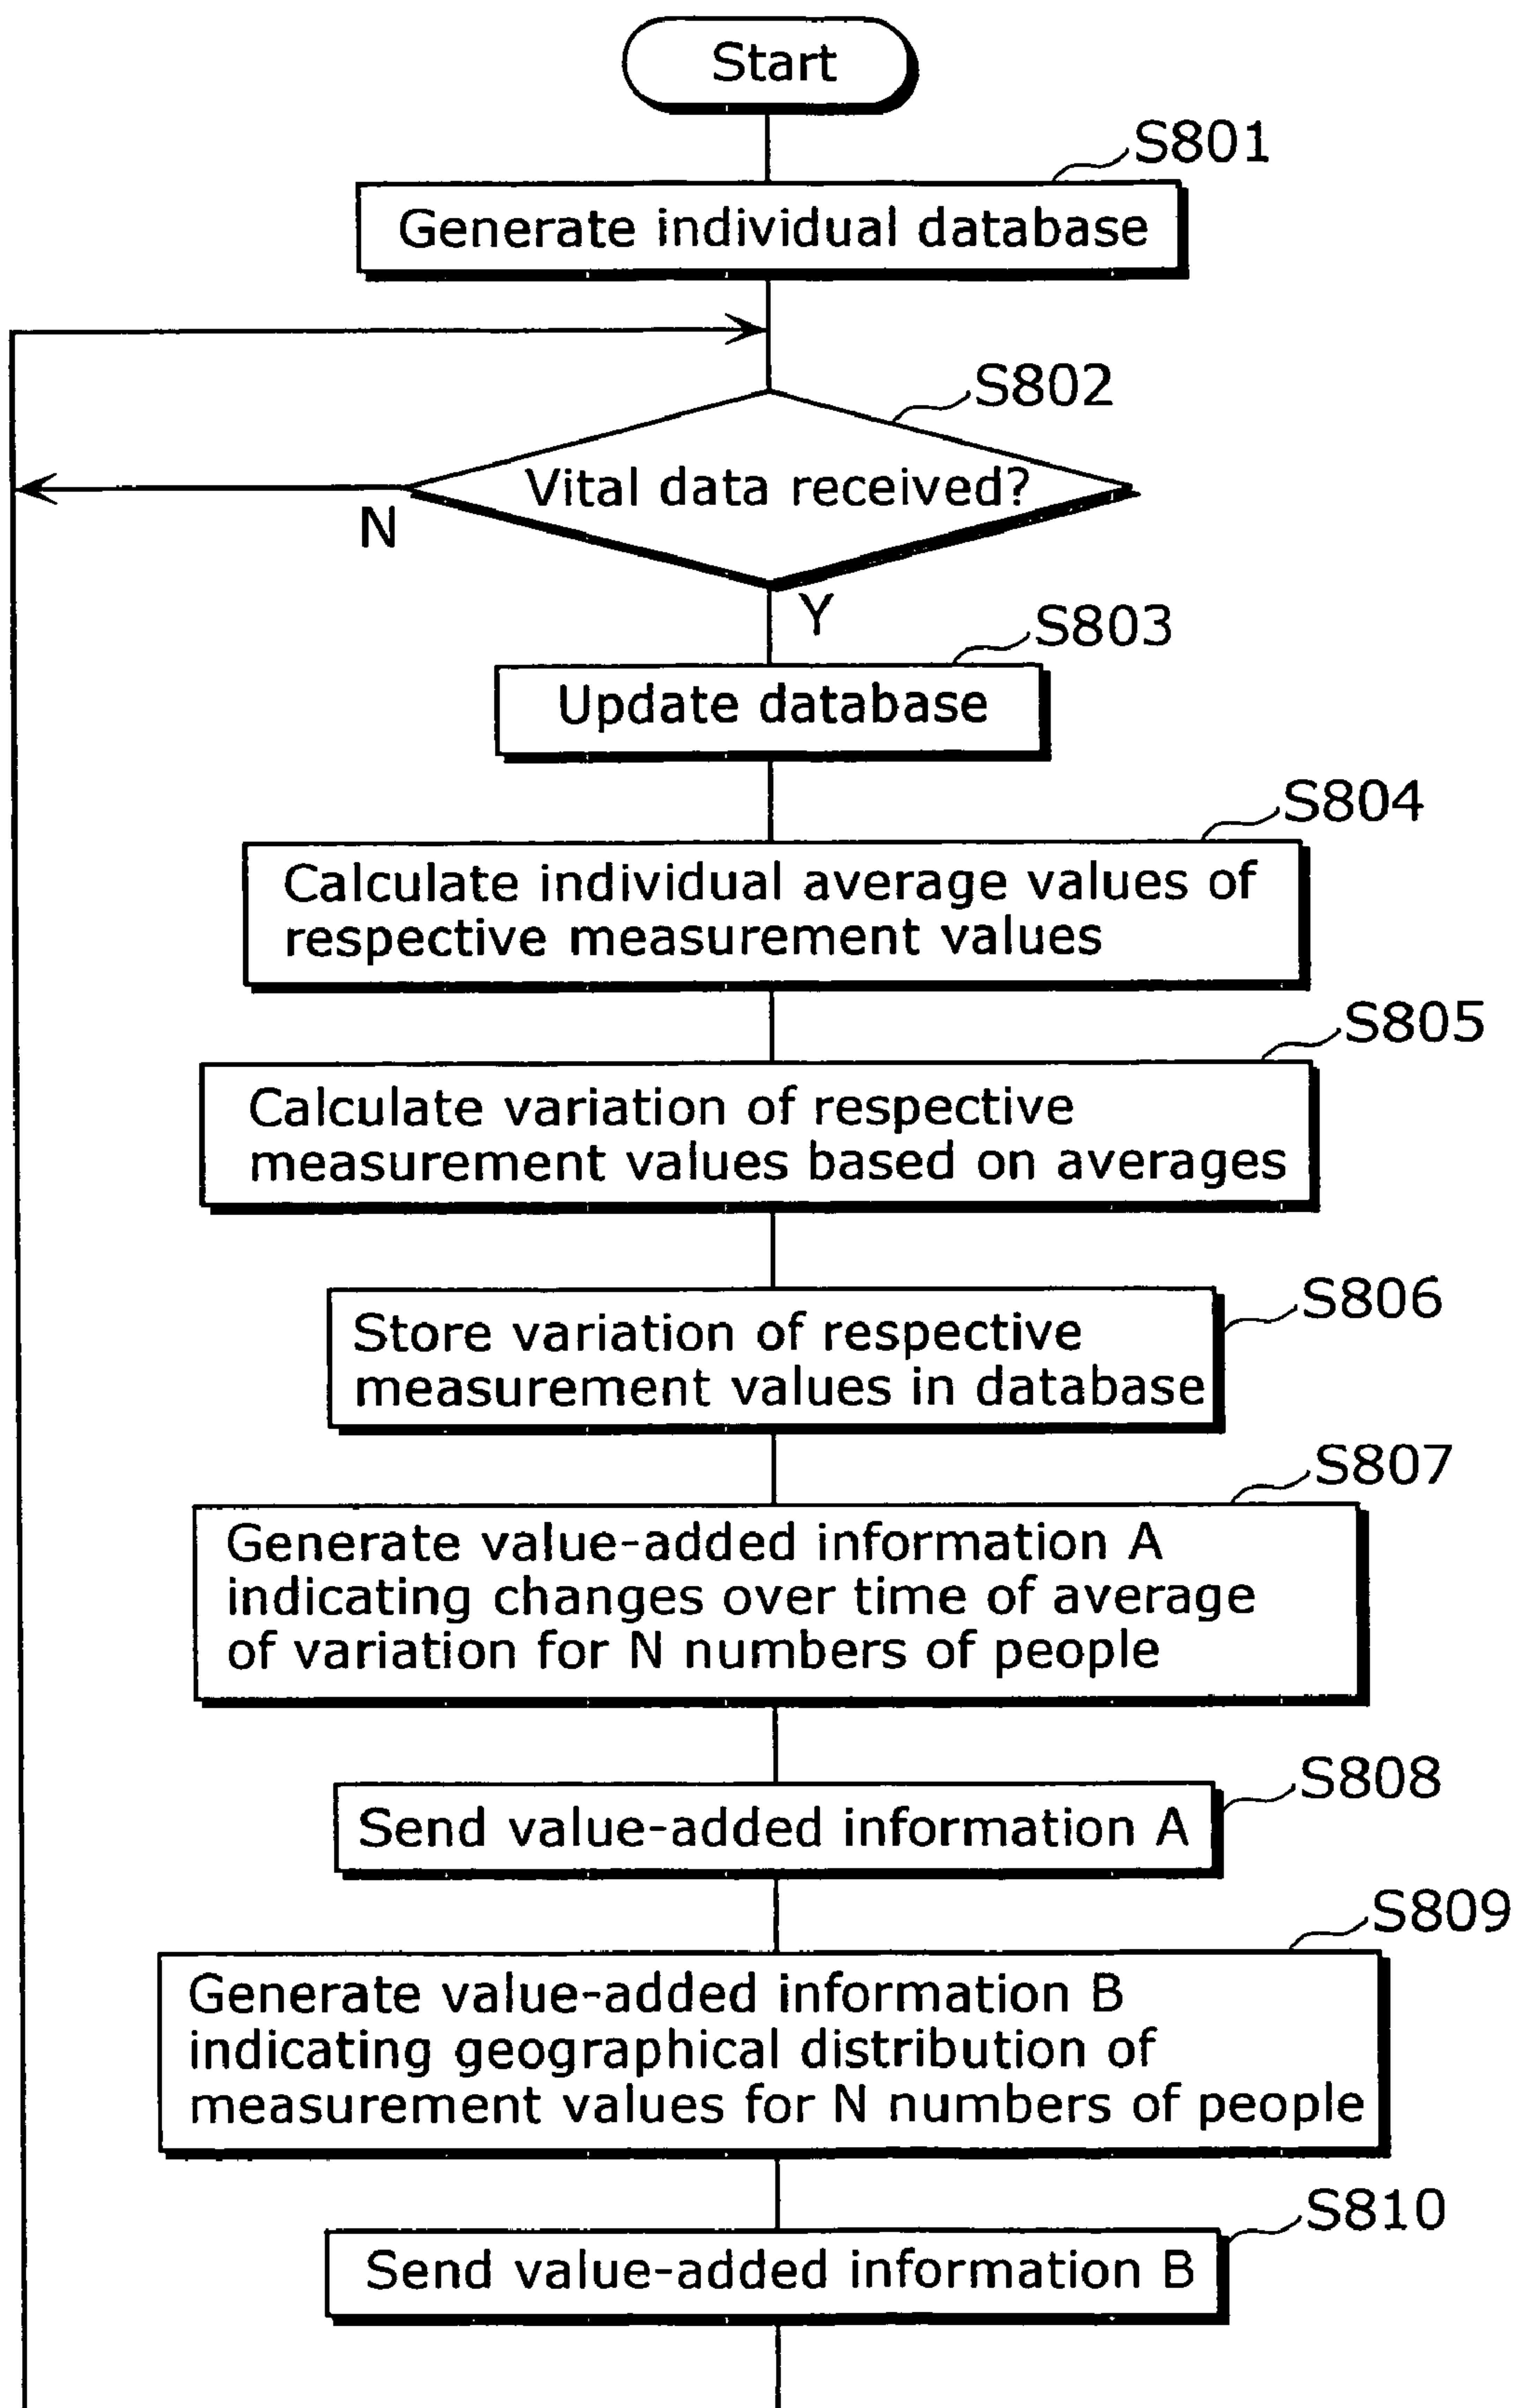 Start
S801
Generate individual database
S802
Vital data received?
N
Y
S803
Update database
S804
Calculate individual average values of
respective measurement values
S805
Calculate variation of respective
measurement values based on averages
S806
Store variation of respective
measurement values in database
S807
Generate value-added information A
indicating changes over time of average
of variation for N numbers of people
S808
Send value-added information A
S809
Generate value-added information B
indicating geographical distribution of
measurement values for N numbers of people
S810
Send value-added information B